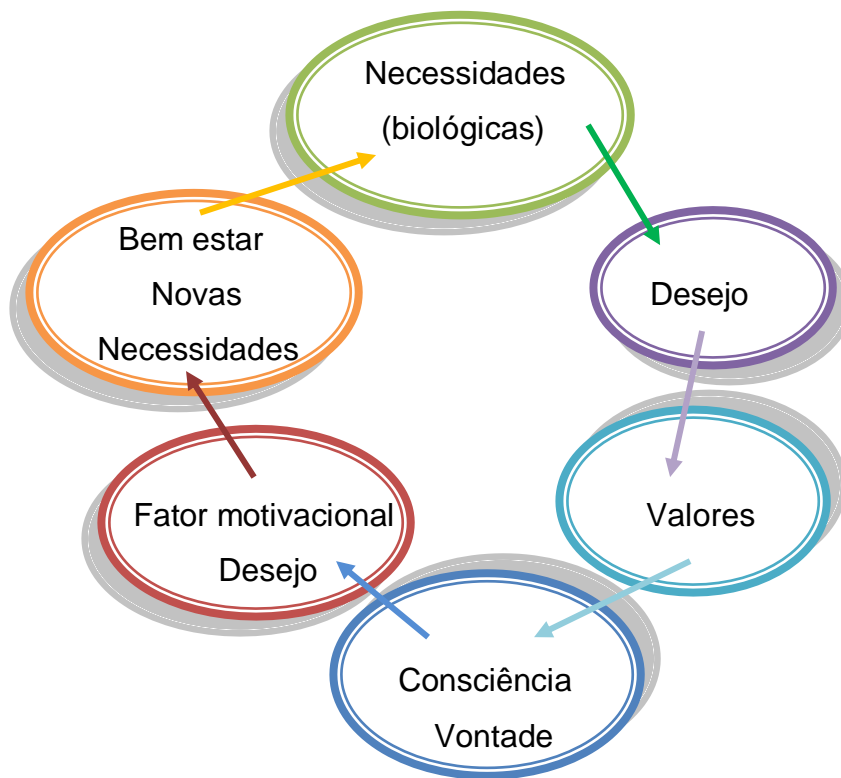 Necessidades
(biológicas)
Desejo
Valores
Consciência
Vontade
Fator motivacional
Desejo
Bem estar
Novas
Necessidades